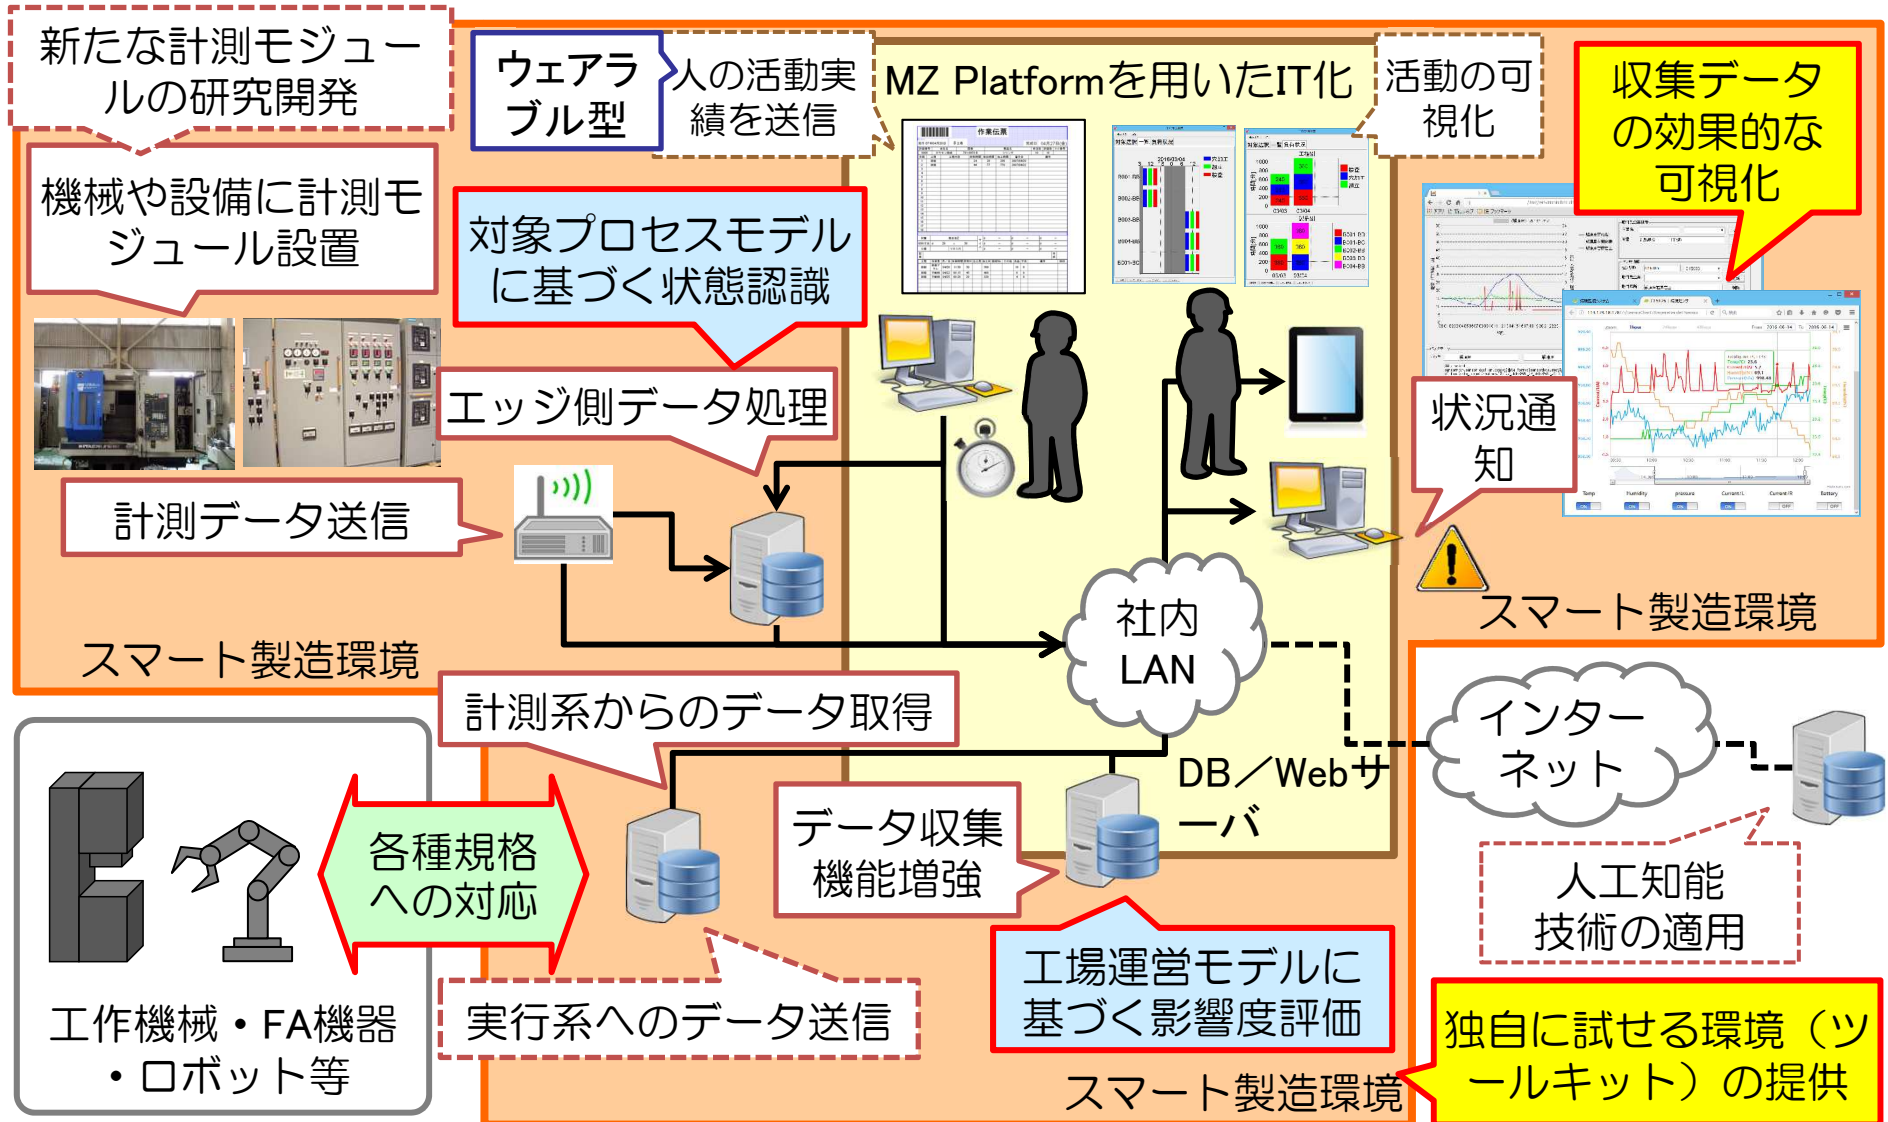 新たな計測モジュー
ルの研究開発
機械や設備に計測モ
ジュール設置
計測データ送信
スマート製造環境
ウェアラ
ブル型
人の活動実
績を送信
MZ Platformを用いたIT化
活動の可
視化
収集データ
の効果的な
可視化
対象プロセスモデル
に基づく状態認識
エッジ側データ処理
作業伝票
状況通
知
スマート製造環境
社内
LAN
計測系からのデータ取得
DB／Webサ
ーバ
データ収集
機能増強
インター
ネット
人工知能
技術の適用
各種規格
への対応
工作機械・FA機器
・ロボット等
実行系へのデータ送信
工場運営モデルに
基づく影響度評価
スマート製造環境
独自に試せる環境（ツ
ールキット）の提供